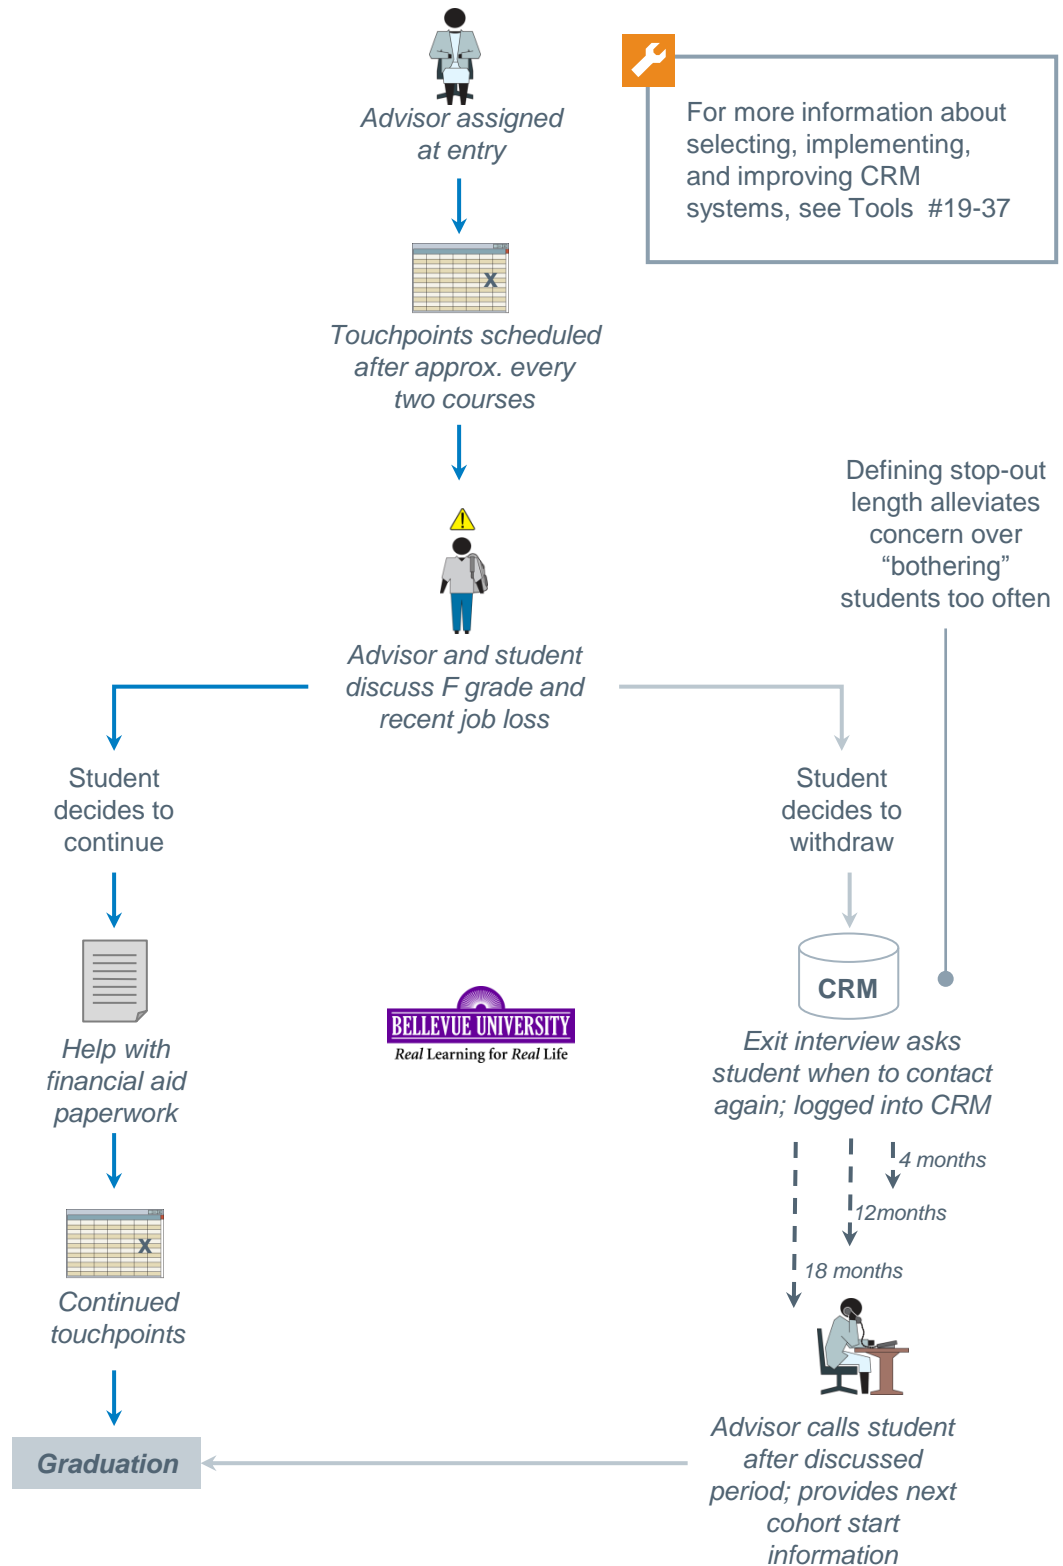 Advisor assigned
at entry
For more information about
selecting, implementing,
and improving CRM
systems, see Tools #19-37
X
Touchpoints scheduled
after approx. every
two courses
Defining stop-out
length alleviates
concern over
“bothering”
students too often
!
Advisor and student
discuss F grade and
recent job loss
Student
decides to
continue
Student
decides to
withdraw
CRM
BELLEVUE UNIVERSITY
Real Learning for Real Life
Help with
financial aid
paperwork
Exit interview asks
student when to contact
again; logged into CRM
4 months
12months
18 months
X
Continued
touchpoints
Graduation
Advisor calls student
after discussed
period; provides next
cohort start
information